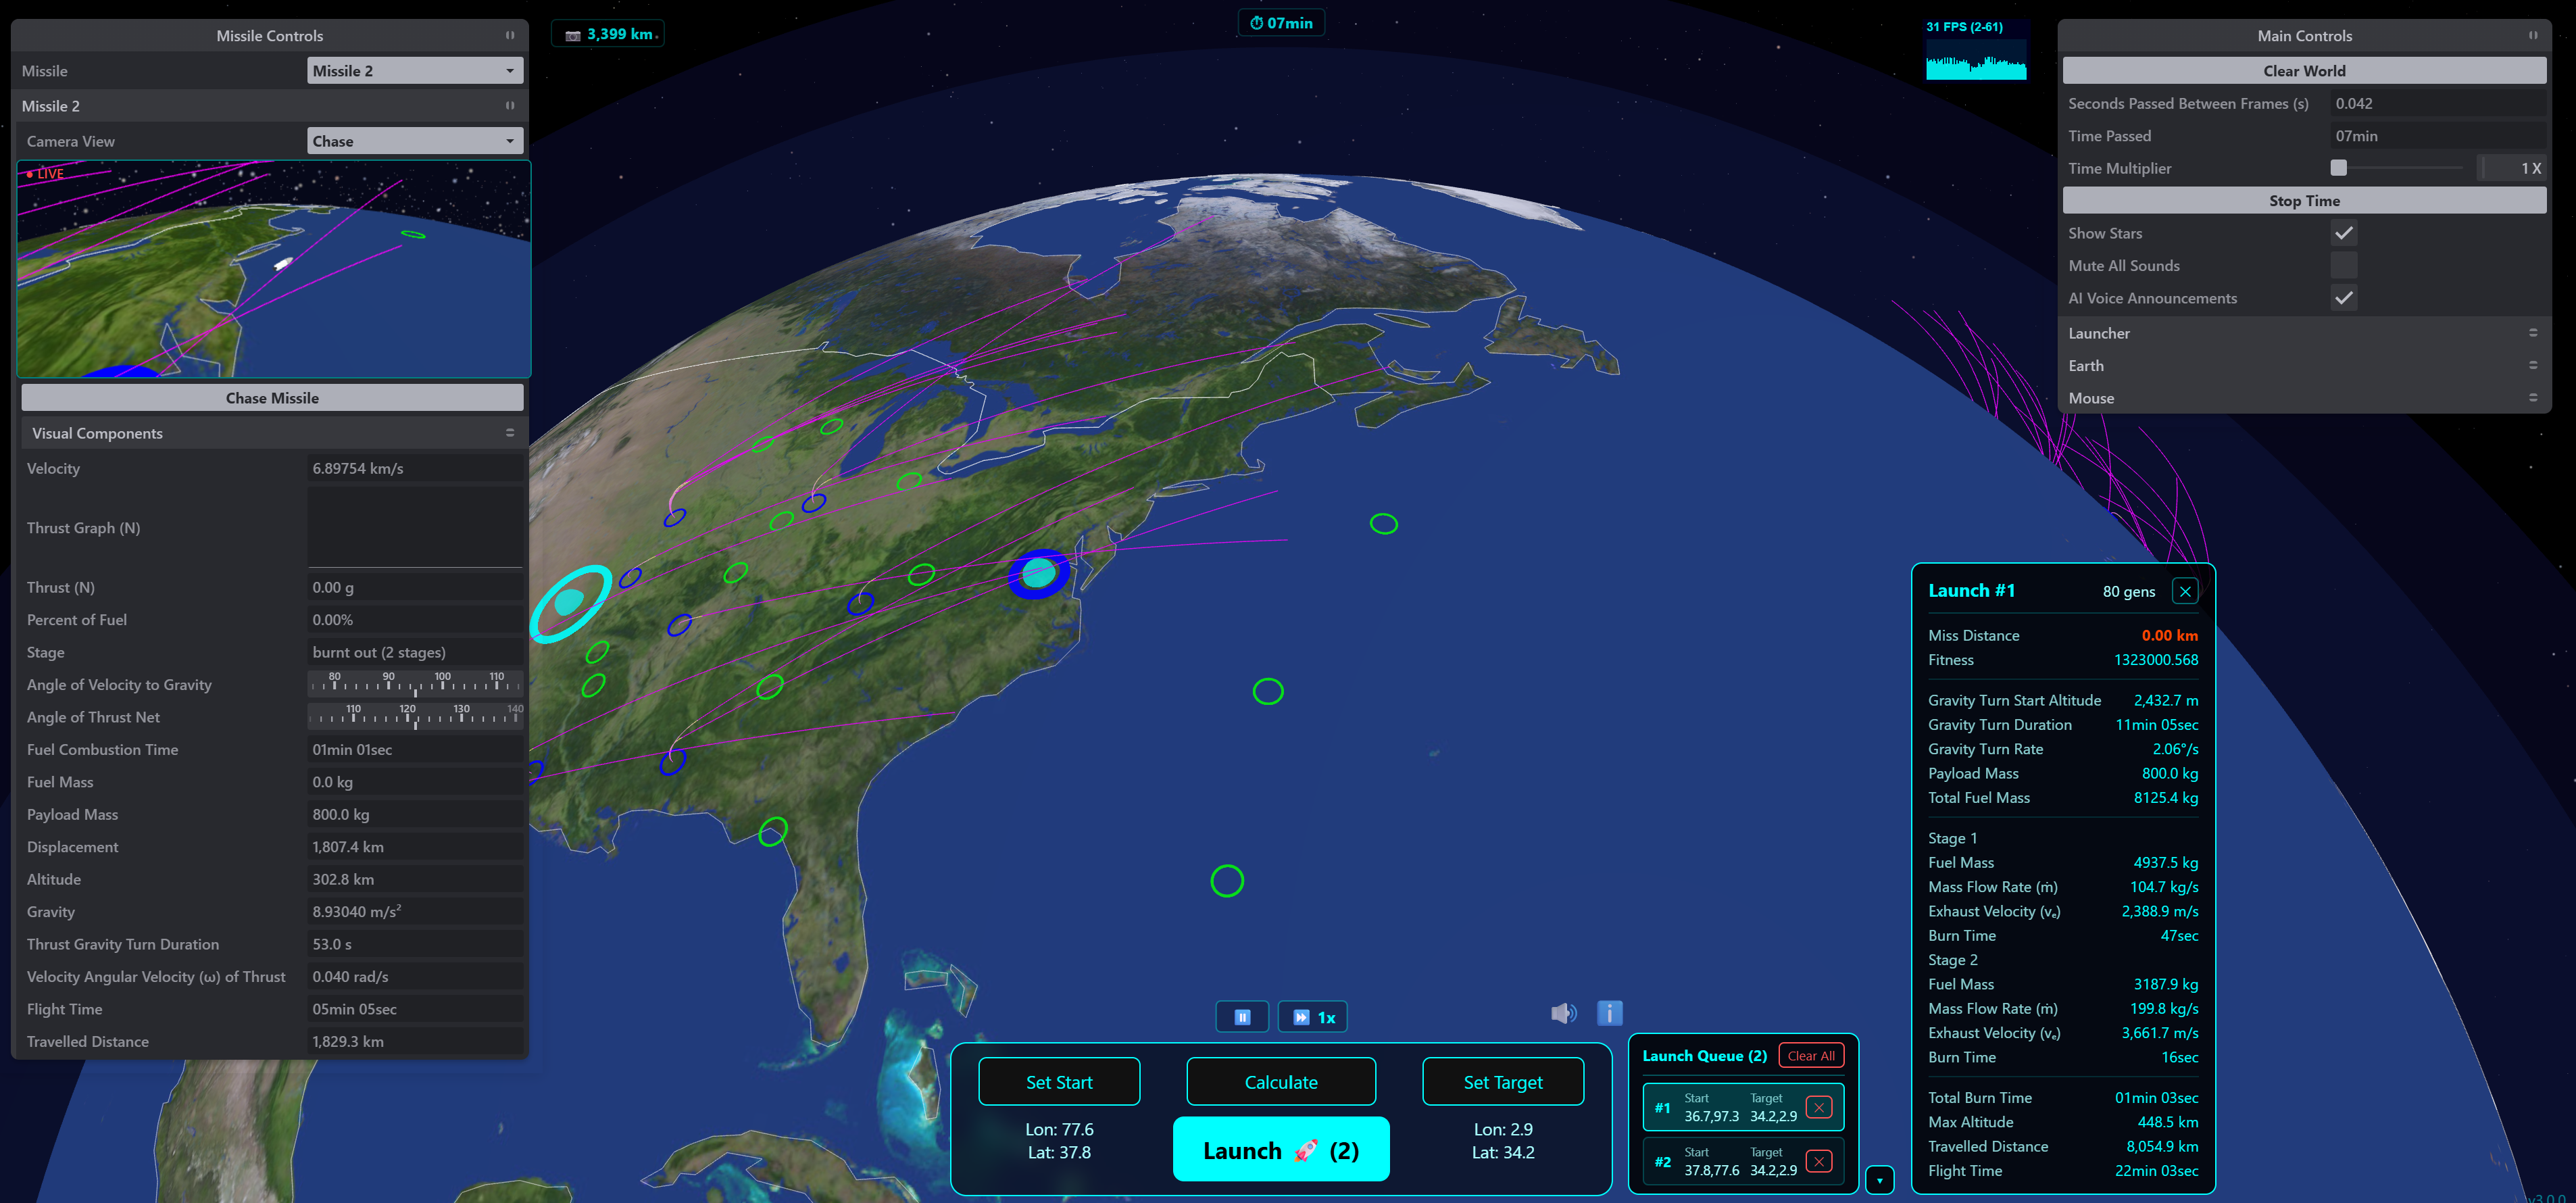 Missile Controls
Missile
Missile 2
Missile 2
Camera View
Chase
LIVE
Chase Missile
Visual Components
Velocity
6.89754 km/s
Thrust Graph (N)
Thrust (N)
0.00 g
Percent of Fuel
0.00%
Stage
burnt out (2 stages)
Angle of Velocity to Gravity
80 90 100 110
Angle of Thrust Net
110 120 130 140
Fuel Combustion Time
01min 01sec
Fuel Mass
0.0 kg
Payload Mass
800.0 kg
Displacement
1,807.4 km
Altitude
302.8 km
Gravity
8.93040 m/s²
Thrust Gravity Turn Duration
53.0 s
Velocity Angular Velocity (ω) of Thrust
0.040 rad/s
Flight Time
05min 05sec
Travelled Distance
1,829.3 km
3,399 km
07min
31 FPS (2-61)
Main Controls
Clear World
Seconds Passed Between Frames (s)
0.042
Time Passed
07min
Time Multiplier
1 X
Stop Time
Show Stars
Mute All Sounds
AI Voice Announcements
Launcher
Earth
Mouse
1x
Set Start
Calculate
Set Target
Lon: 77.6
Lat: 37.8
Launch 🚀 (2)
Lon: 2.9
Lat: 34.2
Launch Queue (2)
Clear All
#1
Start
36.7,97.3
Target
34.2,2.9
#2
Start
37.8,77.6
Target
34.2,2.9
Launch #1
80 gens
Miss Distance
0.00 km
Fitness
1323000.568
Gravity Turn Start Altitude
2,432.7 m
Gravity Turn Duration
11min 05sec
Gravity Turn Rate
2.06°/s
Payload Mass
800.0 kg
Total Fuel Mass
8125.4 kg
Stage 1
Fuel Mass
4937.5 kg
Mass Flow Rate (ṁ)
104.7 kg/s
Exhaust Velocity (vₑ)
2,388.9 m/s
Burn Time
47sec
Stage 2
Fuel Mass
3187.9 kg
Mass Flow Rate (ṁ)
199.8 kg/s
Exhaust Velocity (vₑ)
3,661.7 m/s
Burn Time
16sec
Total Burn Time
01min 03sec
Max Altitude
448.5 km
Travelled Distance
8,054.9 km
Flight Time
22min 03sec
v3.0.0